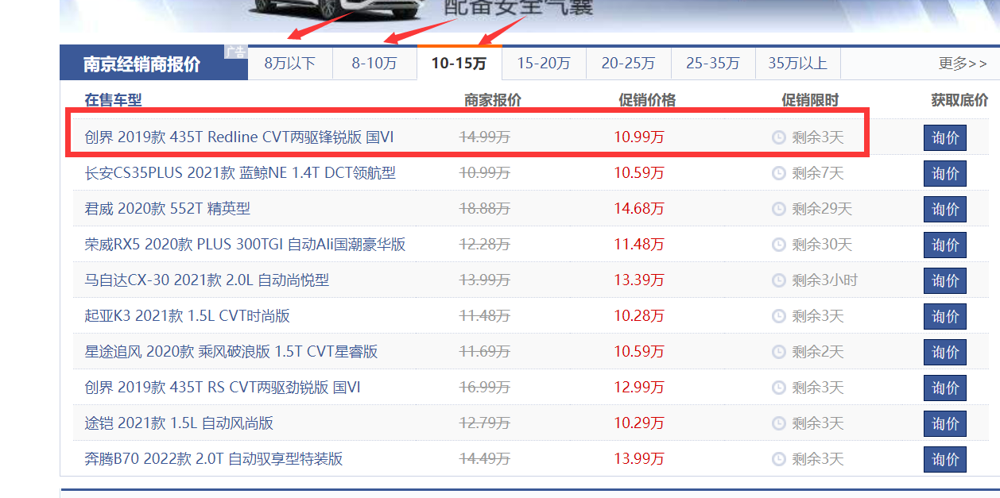 配备安全气囊
南京经销商报价 广告 8万以下 8-10万 10-15万 15-20万 20-25万 25-35万 35万以上 更多>>
在售车型 商家报价 促销价格 促销限时 获取底价
创界 2019款 435T Redline CVT两驱锋锐版 国VI 14.99万 10.99万 剩余3天 询价
长安CS35PLUS 2021款 蓝鲸NE 1.4T DCT领航型 10.99万 10.59万 剩余7天 询价
君威 2020款 552T 精英型 18.88万 14.68万 剩余29天 询价
荣威RX5 2020款 PLUS 300TGI 自动Ali国潮豪华版 12.28万 11.48万 剩余30天 询价
马自达CX-30 2021款 2.0L 自动尚悦型 13.99万 13.39万 剩余3小时 询价
起亚K3 2021款 1.5L CVT时尚版 11.48万 10.28万 剩余3天 询价
星途追风 2020款 乘风破浪版 1.5T CVT星睿版 11.69万 10.59万 剩余2天 询价
创界 2019款 435T RS CVT两驱劲锐版 国VI 16.99万 12.99万 剩余3天 询价
途铠 2021款 1.5L 自动风尚版 12.79万 10.29万 剩余3天 询价
奔腾B70 2022款 2.0T 自动驭享型特装版 14.49万 13.99万 剩余3天 询价